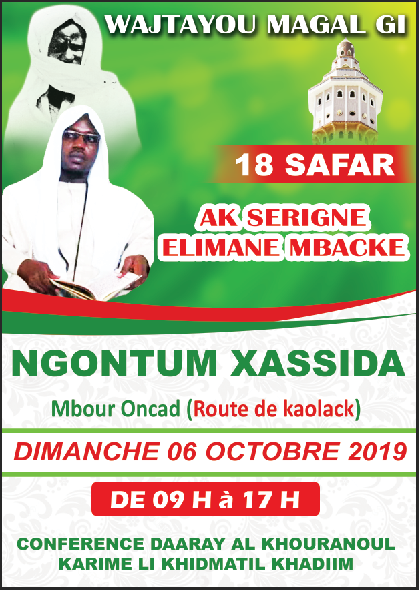 WAJTAYOU MAGAL GI
18 SAFAR
AK SERIGNE
ELIMANE MBACKE
NGONTUM XASSIDA
Mbour Oncad (Route de kaolack)
DIMANCHE 06 OCTOBRE 2019
DE 09 H à 17 H
CONFERENCE DAARAY AL KHOURANOUL
KARIME LI KHIDMATIL KHADIIM